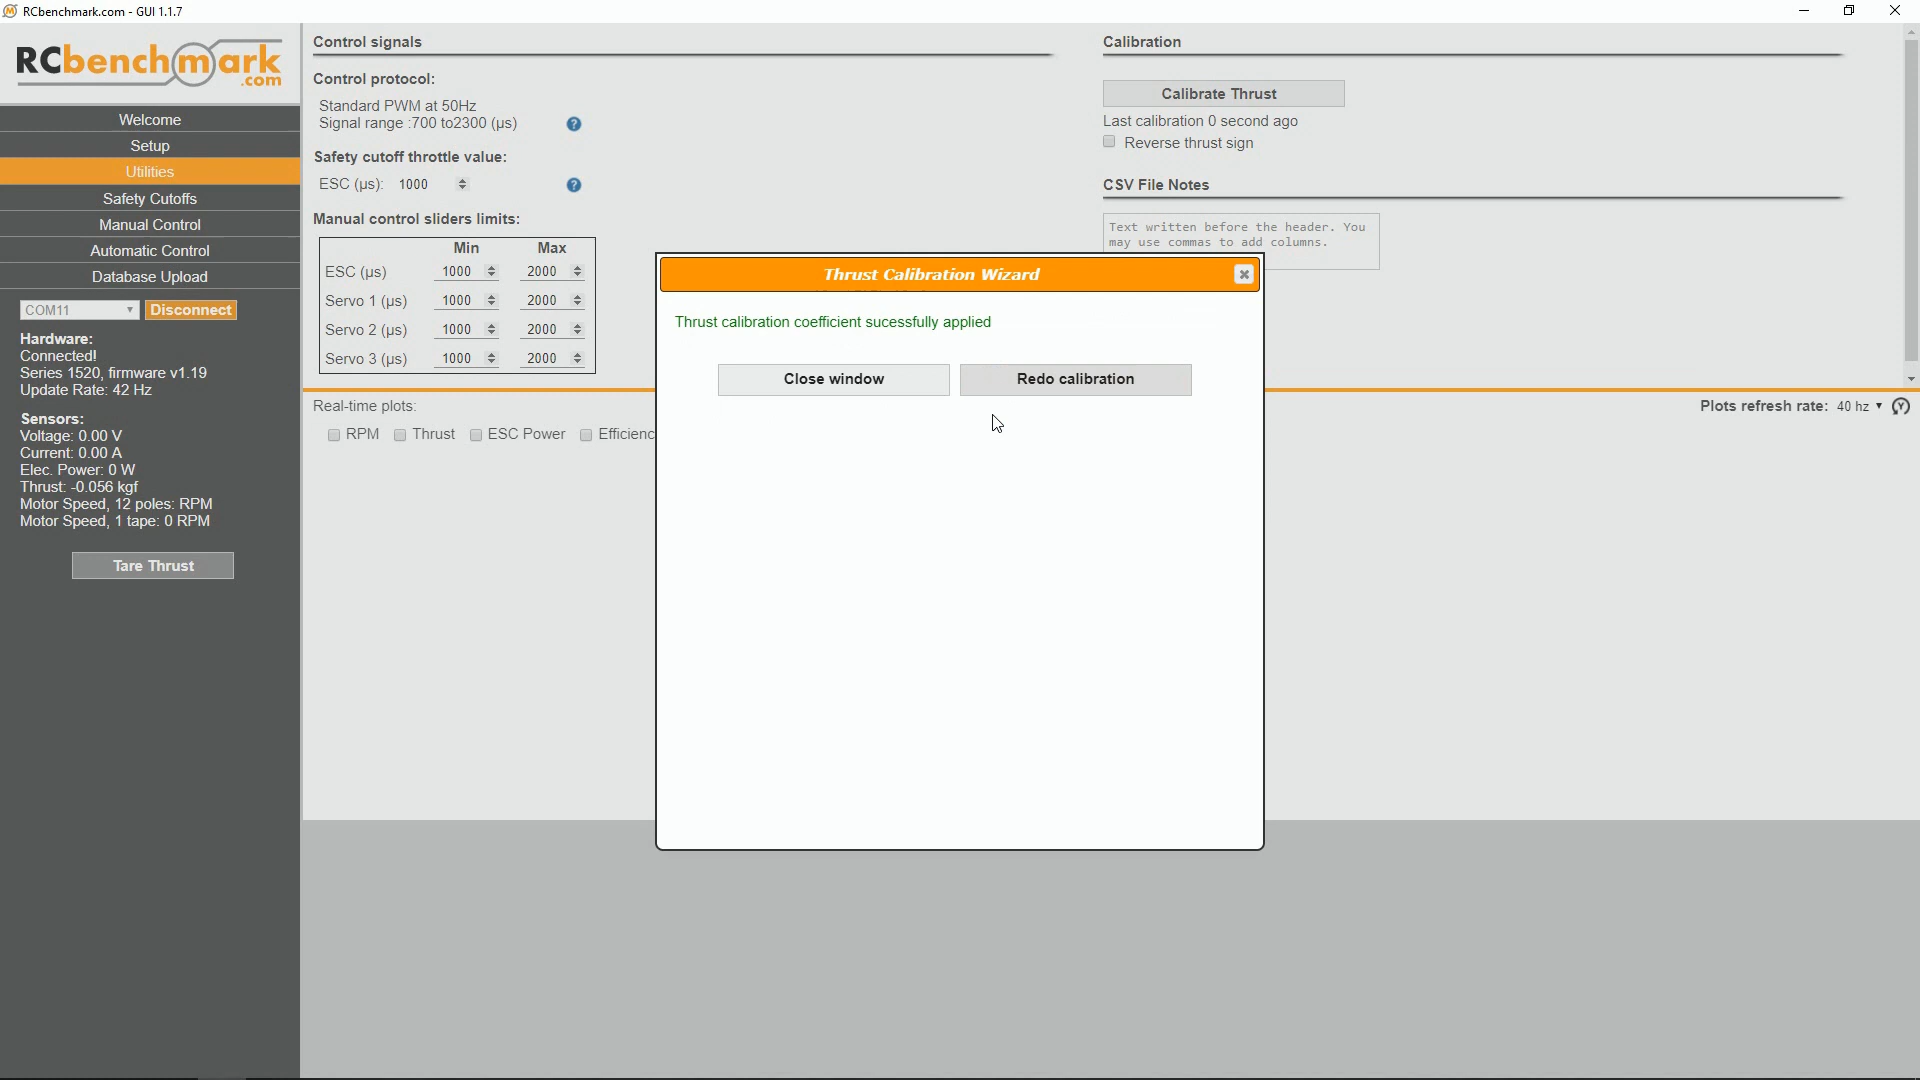 RCbenchmark.com - GUI 1.1.7
RCbenchmark
.com
Welcome
Setup
Utilities
Safety Cutoffs
Manual Control
Automatic Control
Database Upload
COM11
Disconnect
Hardware:
Connected!
Series 1520, firmware v1.19
Update Rate: 42 Hz
Sensors:
Voltage: 0.00 V
Current: 0.00 A
Elec. Power: 0 W
Thrust: -0.056 kgf
Motor Speed, 12 poles: RPM
Motor Speed, 1 tape: 0 RPM
Tare Thrust
Control signals
Control protocol:
Standard PWM at 50Hz
Signal range :700 to2300 (µs) ?
Safety cutoff throttle value:
ESC (µs): 1000 ?
Manual control sliders limits:
Min Max
ESC (µs) 1000 2000
Servo 1 (µs) 1000 2000
Servo 2 (µs) 1000 2000
Servo 3 (µs) 1000 2000
Calibration
Calibrate Thrust
Last calibration 0 second ago
Reverse thrust sign
CSV File Notes
Text written before the header. You
may use commas to add columns.
Thrust Calibration Wizard
Thrust calibration coefficient sucessfully applied
Close window Redo calibration
Real-time plots:
RPM Thrust ESC Power Efficienc
Plots refresh rate: 40 hz